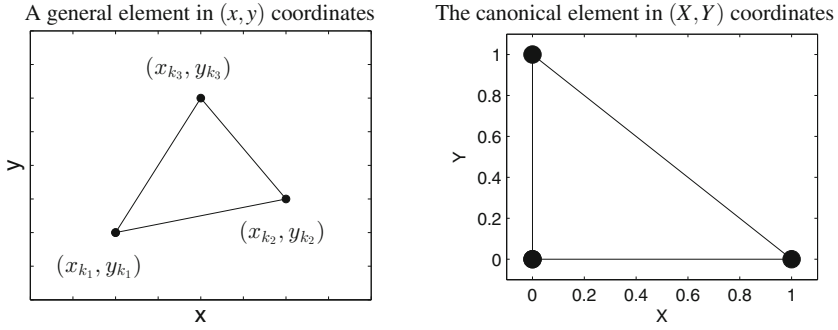 A general element in (x, y) coordinates
(x_{k_3}, y_{k_3})
y
(x_{k_2}, y_{k_2})
(x_{k_1}, y_{k_1})
x
The canonical element in (X,Y) coordinates
1
0.8
0.6
Y
0.4
0.2
0
0 0.2 0.4 0.6 0.8 1
X